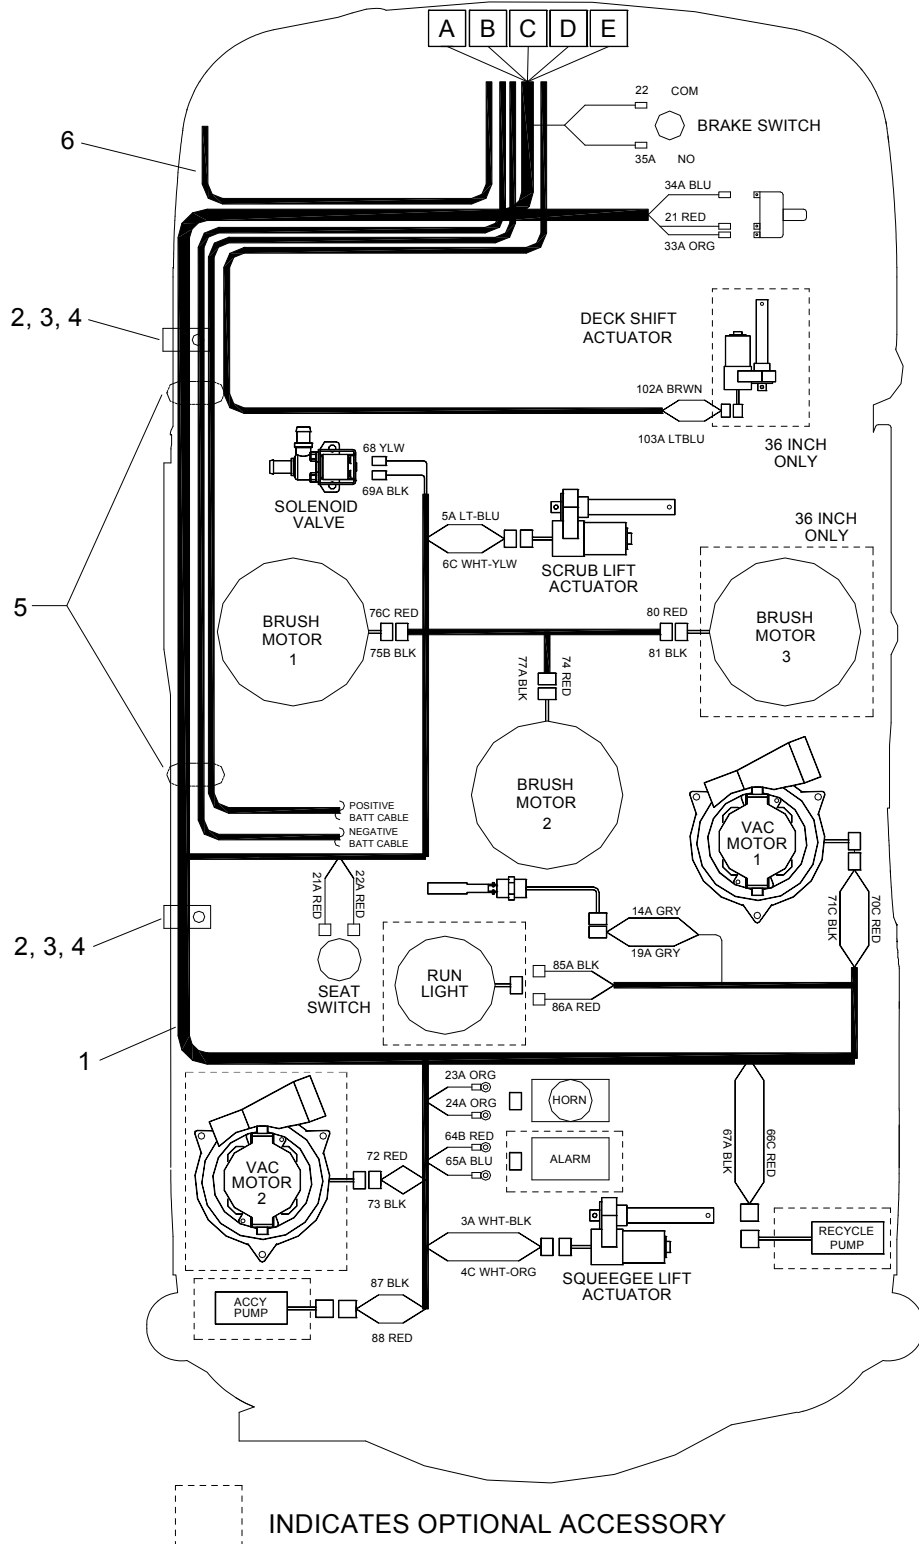 A B C D E
22 COM
BRAKE SWITCH
35A NO
6
34A BLU
21 RED
33A ORG
2, 3, 4
DECK SHIFT
ACTUATOR
102A BRWN
103A LTBLU
36 INCH
ONLY
68 YLW
69A BLK
SOLENOID
VALVE
5A LT-BLU
6C WHT-YLW
SCRUB LIFT
ACTUATOR
36 INCH
ONLY
5
BRUSH
MOTOR
1
76C RED
75B BLK
80 RED
81 BLK
BRUSH
MOTOR
3
77A BLK
74 RED
BRUSH
MOTOR
2
POSITIVE
BATT CABLE
NEGATIVE
BATT CABLE
VAC
MOTOR
1
21A RED
22A RED
71C BLK
70C RED
2, 3, 4
14A GRY
19A GRY
SEAT
SWITCH
RUN
LIGHT
85A BLK
86A RED
1
23A ORG
24A ORG
HORN
64B RED
65A BLU
ALARM
VAC
MOTOR
2
72 RED
73 BLK
67A BLK
66C RED
3A WHT-BLK
4C WHT-ORG
SQUEEGEE LIFT
ACTUATOR
RECYCLE
PUMP
ACCY
PUMP
87 BLK
88 RED
INDICATES OPTIONAL ACCESSORY